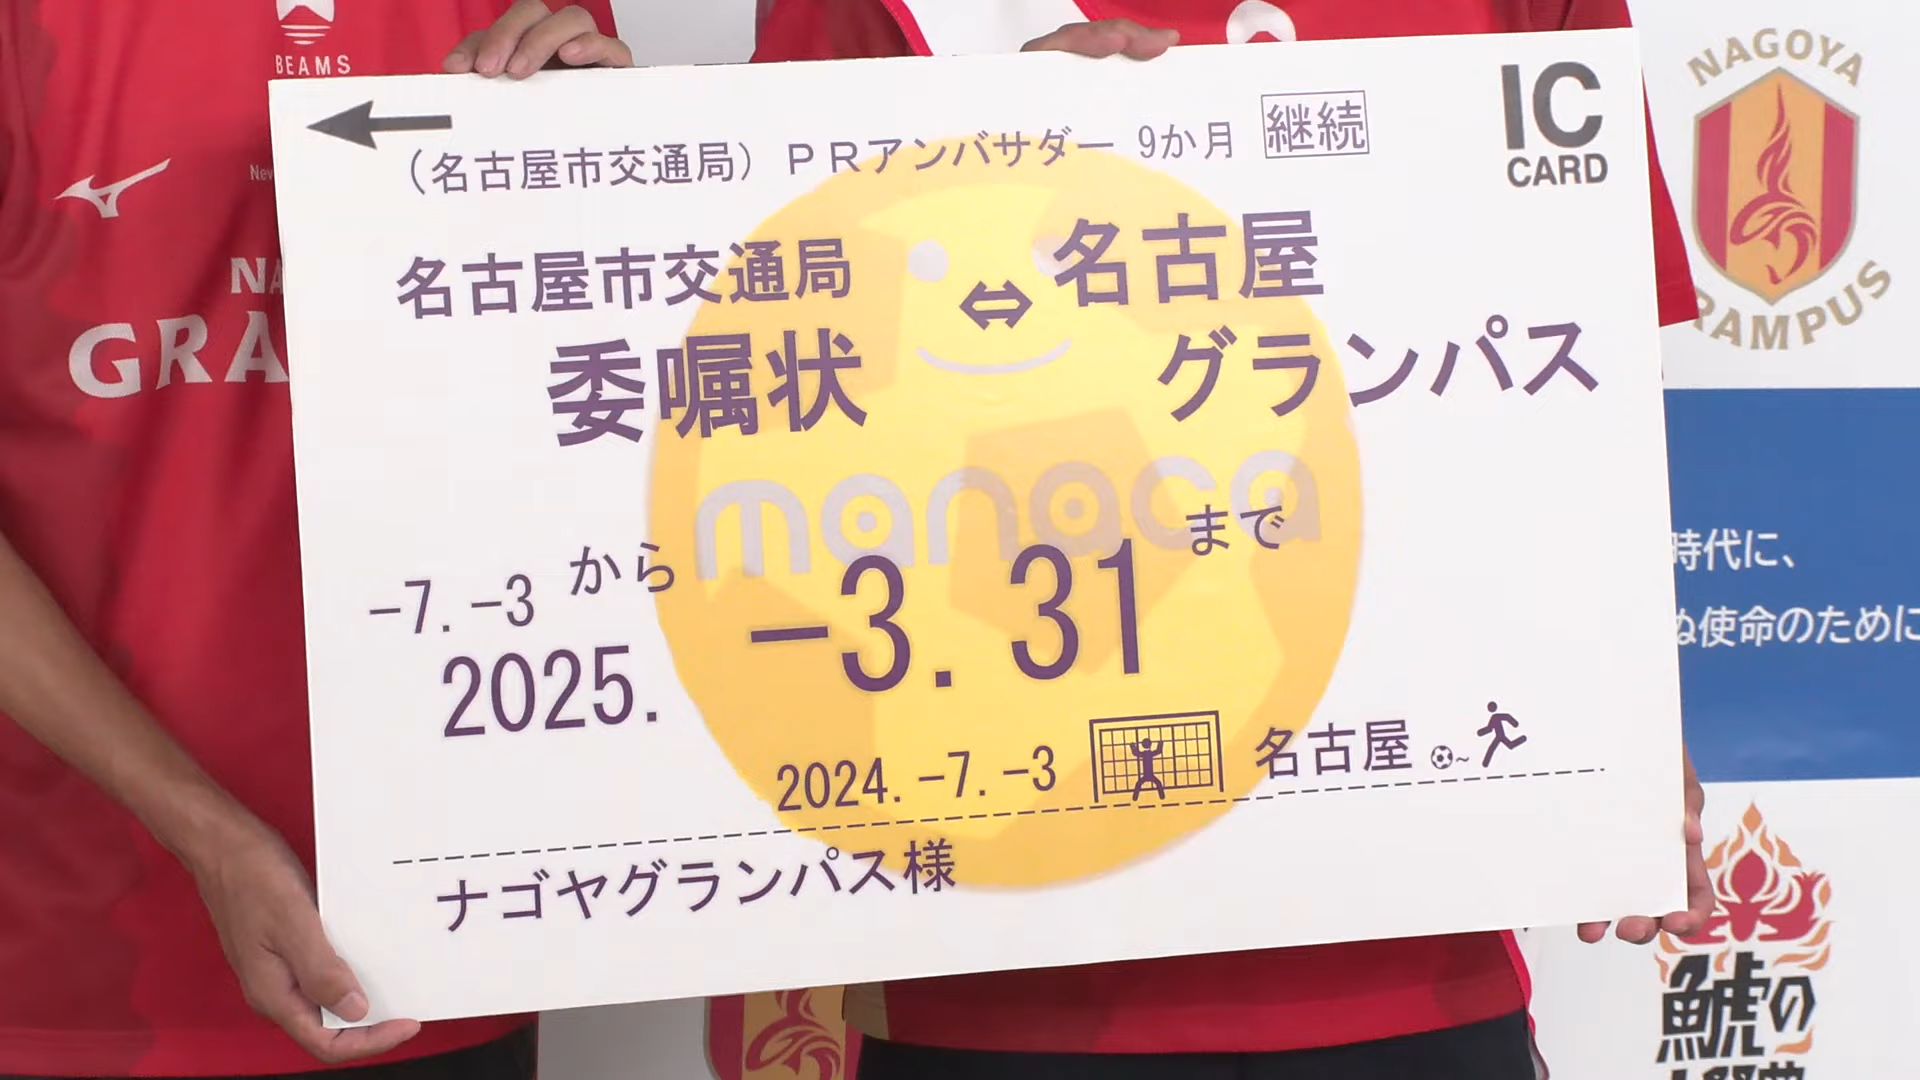 BEAMS
NA
GRA
（名古屋市交通局）ＰＲアンバサダー 9か月 継続
IC
CARD
名古屋市交通局 ⇔ 名古屋
委嘱状 グランパス
manaca
-7. -3 から
2025. -3. 31 まで
2024. -7. -3 名古屋
ナゴヤグランパス様
NAGOYA
RAMPUS
時代に、
ぬ使命のために
鯱の